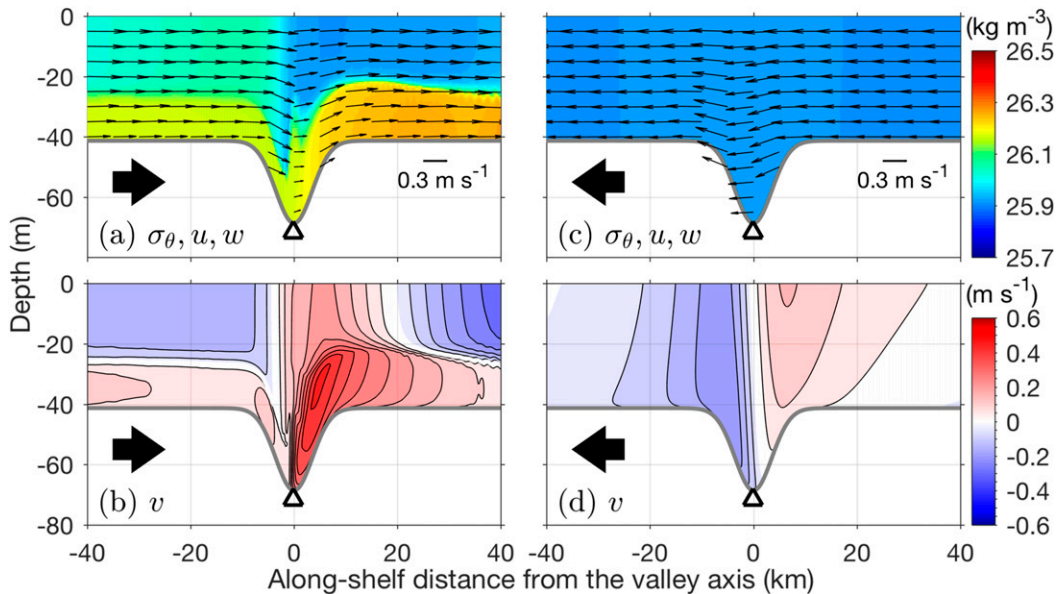 0
-20
-40
-60
0.3 m s⁻¹
(a) σθ, u, w
0.3 m s⁻¹
(c) σθ, u, w
(kg m⁻³)
26.5
26.3
26.1
25.9
25.7
Depth (m)
0
-20
-40
-60
-80
(b) v
(d) v
(m s⁻¹)
0.6
0.4
0.2
0
-0.2
-0.4
-0.6
-40 -20 0 20 40
-40 -20 0 20 40
Along-shelf distance from the valley axis (km)